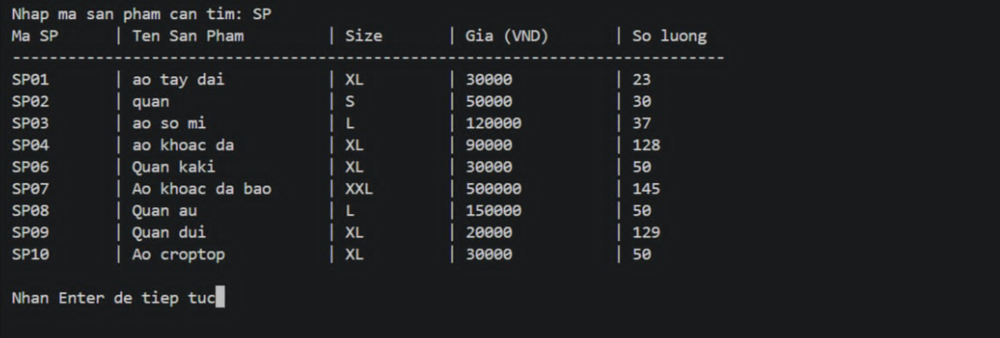 Nhap ma san pham can tim: SP
Ma SP | Ten San Pham | Size | Gia (VND) | So luong
------------------------------------------------------------------------------
SP01 | ao tay dai | XL | 30000 | 23
SP02 | quan | S | 50000 | 30
SP03 | ao so mi | L | 120000 | 37
SP04 | ao khoac da | XL | 90000 | 128
SP06 | Quan kaki | XL | 30000 | 50
SP07 | Ao khoac da bao | XXL | 500000 | 145
SP08 | Quan au | L | 150000 | 50
SP09 | Quan dui | XL | 20000 | 129
SP10 | Ao croptop | XL | 30000 | 50
Nhan Enter de tiep tuc